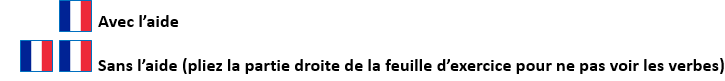 Avec l’aide
Sans l’aide (pliez la partie droite de la feuille d’exercice pour ne pas voir les verbes)